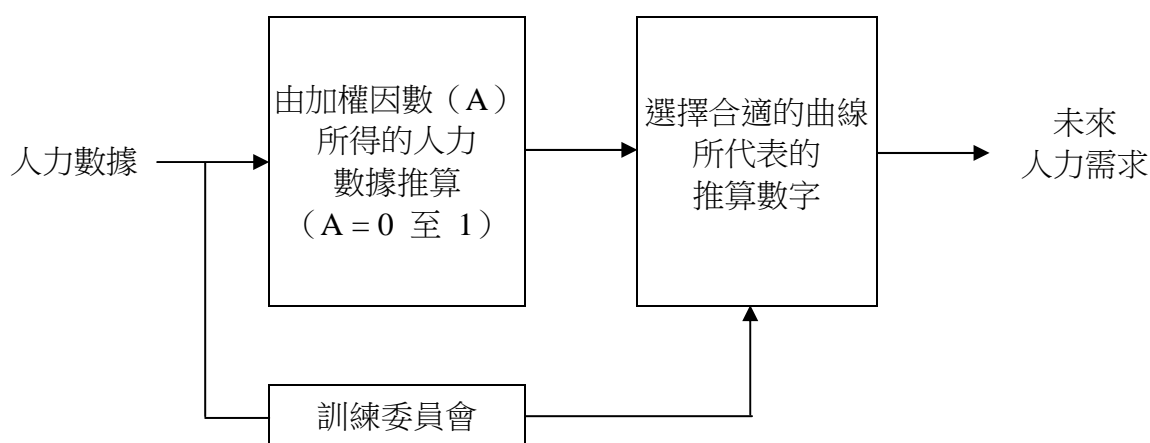 人力數據
由加權因數（A）
所得的人力
數據推算
（A = 0 至 1）
選擇合適的曲線
所代表的
推算數字
未來
人力需求
訓練委員會